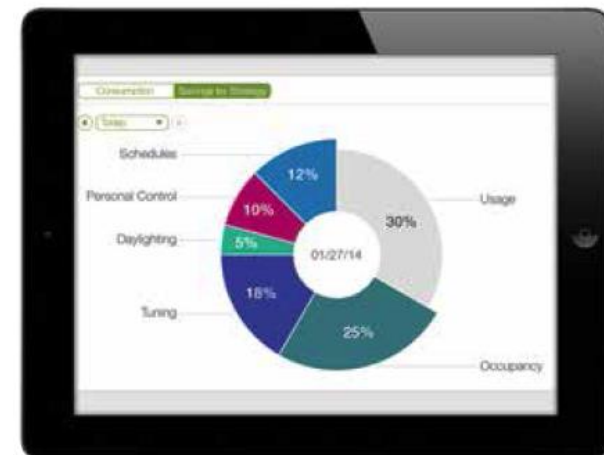 Consumption
Savings by Strategy
Today
Schedules
12%
Personal Control
10%
Daylighting
5%
01/27/14
Tuning
18%
Usage
30%
25%
Occupancy